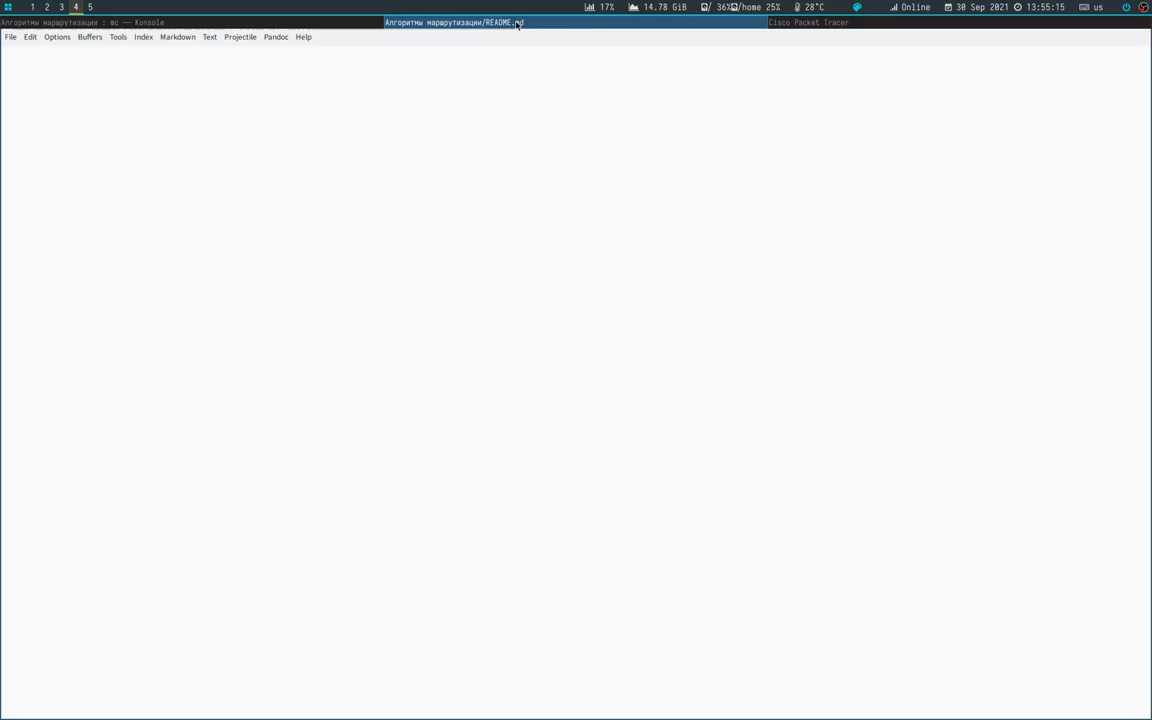 1 2 3 4 5 17% 14.78 GiB / 36% /home 25% 28°C Online 30 Sep 2021 13:55:15 us
Алгоритмы маршрутизации : mc — Konsole Алгоритмы маршрутизации/README.md Cisco Packet Tracer
File Edit Options Buffers Tools Index Markdown Text Projectile Pandoc Help